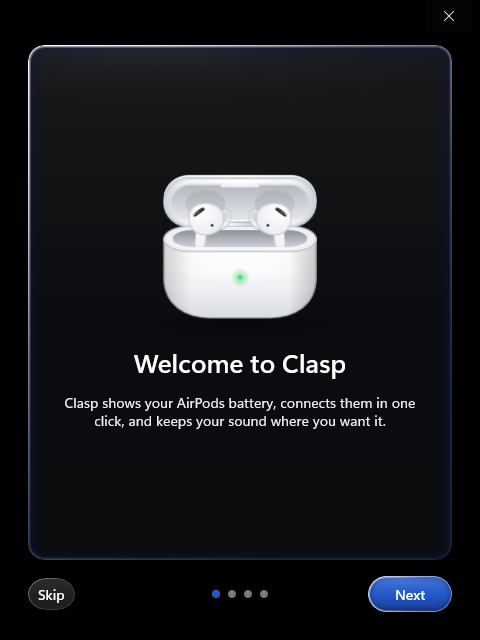 Welcome to Clasp
Clasp shows your AirPods battery, connects them in one
click, and keeps your sound where you want it.
Skip
Next